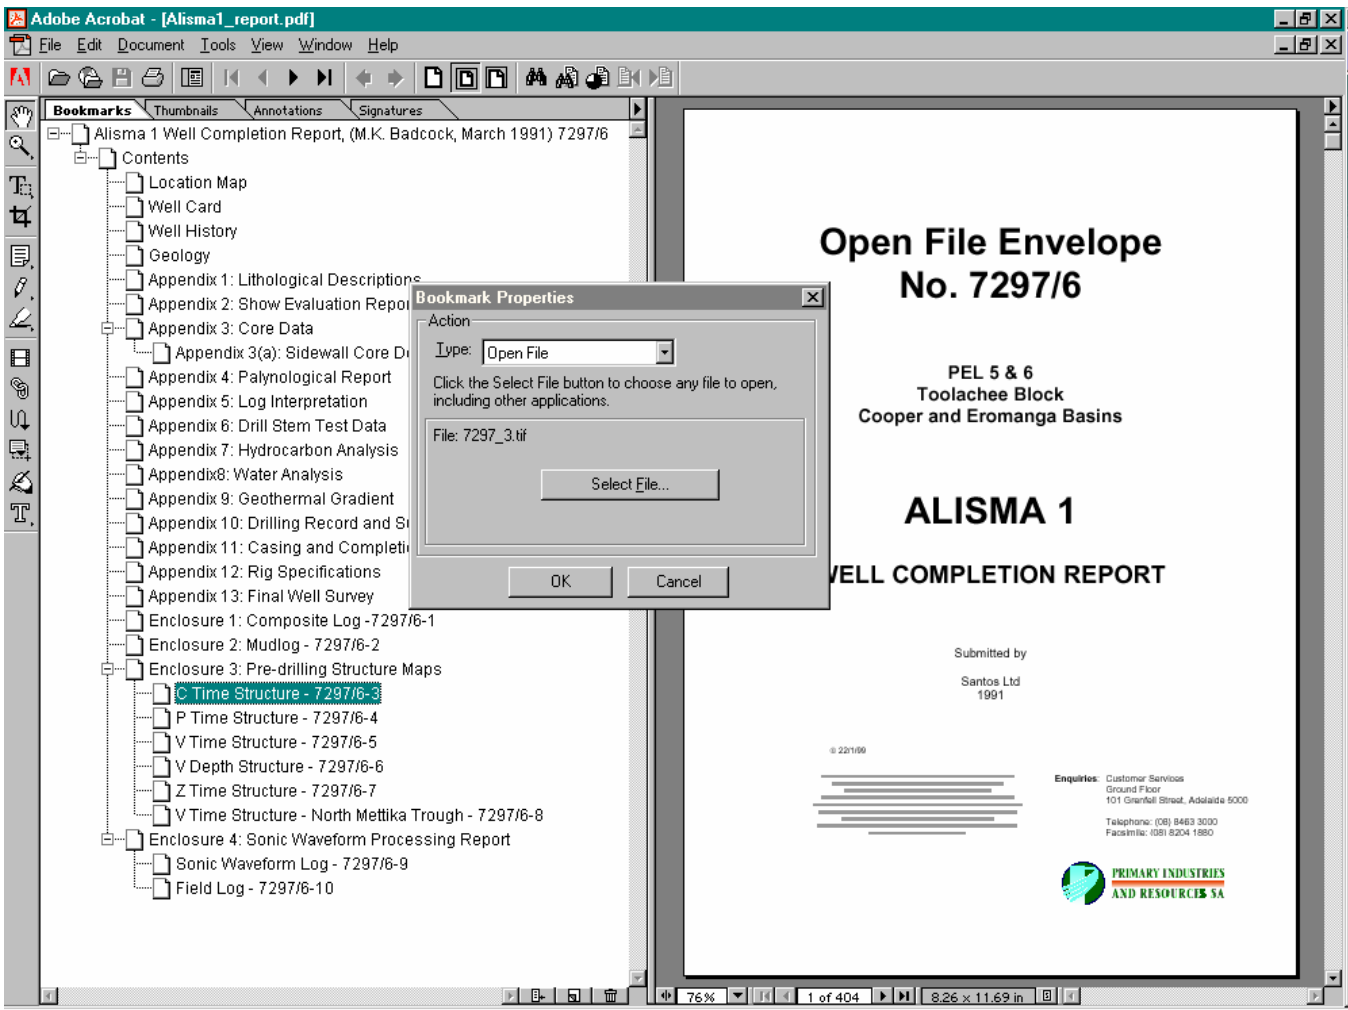 Adobe Acrobat - [Alisma1_report.pdf]
File Edit Document Tools View Window Help
Bookmarks Thumbnails Annotations Signatures
Alisma 1 Well Completion Report, (M.K. Badcock, March 1991) 7297/6
Contents
Location Map
Well Card
Well History
Geology
Appendix 1: Lithological Descriptions
Appendix 2: Show Evaluation Repo
Appendix 3: Core Data
Appendix 3(a): Sidewall Core D
Appendix 4: Palynological Report
Appendix 5: Log Interpretation
Appendix 6: Drill Stem Test Data
Appendix 7: Hydrocarbon Analysis
Appendix8: Water Analysis
Appendix 9: Geothermal Gradient
Appendix 10: Drilling Record and S
Appendix 11: Casing and Completi
Appendix 12: Rig Specifications
Appendix 13: Final Well Survey
Enclosure 1: Composite Log -7297/6-1
Enclosure 2: Mudlog - 7297/6-2
Enclosure 3: Pre-drilling Structure Maps
C Time Structure - 7297/6-3
P Time Structure - 7297/6-4
V Time Structure - 7297/6-5
V Depth Structure - 7297/6-6
Z Time Structure - 7297/6-7
V Time Structure - North Mettika Trough - 7297/6-8
Enclosure 4: Sonic Waveform Processing Report
Sonic Waveform Log - 7297/6-9
Field Log - 7297/6-10
Bookmark Properties
Action
Type: Open File
Click the Select File button to choose any file to open,
including other applications.
File: 7297_3.tif
Select File...
OK Cancel
Open File Envelope
No. 7297/6
PEL 5 & 6
Toolachee Block
Cooper and Eromanga Basins
ALISMA 1
WELL COMPLETION REPORT
Submitted by
Santos Ltd
1991
© 22/1/99
Enquiries: Customer Services
Ground Floor
101 Grenfell Street, Adelaide 5000
Telephone: (08) 8463 3000
Facsimile: (08) 8204 1880
PRIMARY INDUSTRIES
AND RESOURCES SA
76% 1 of 404 8.26 x 11.69 in